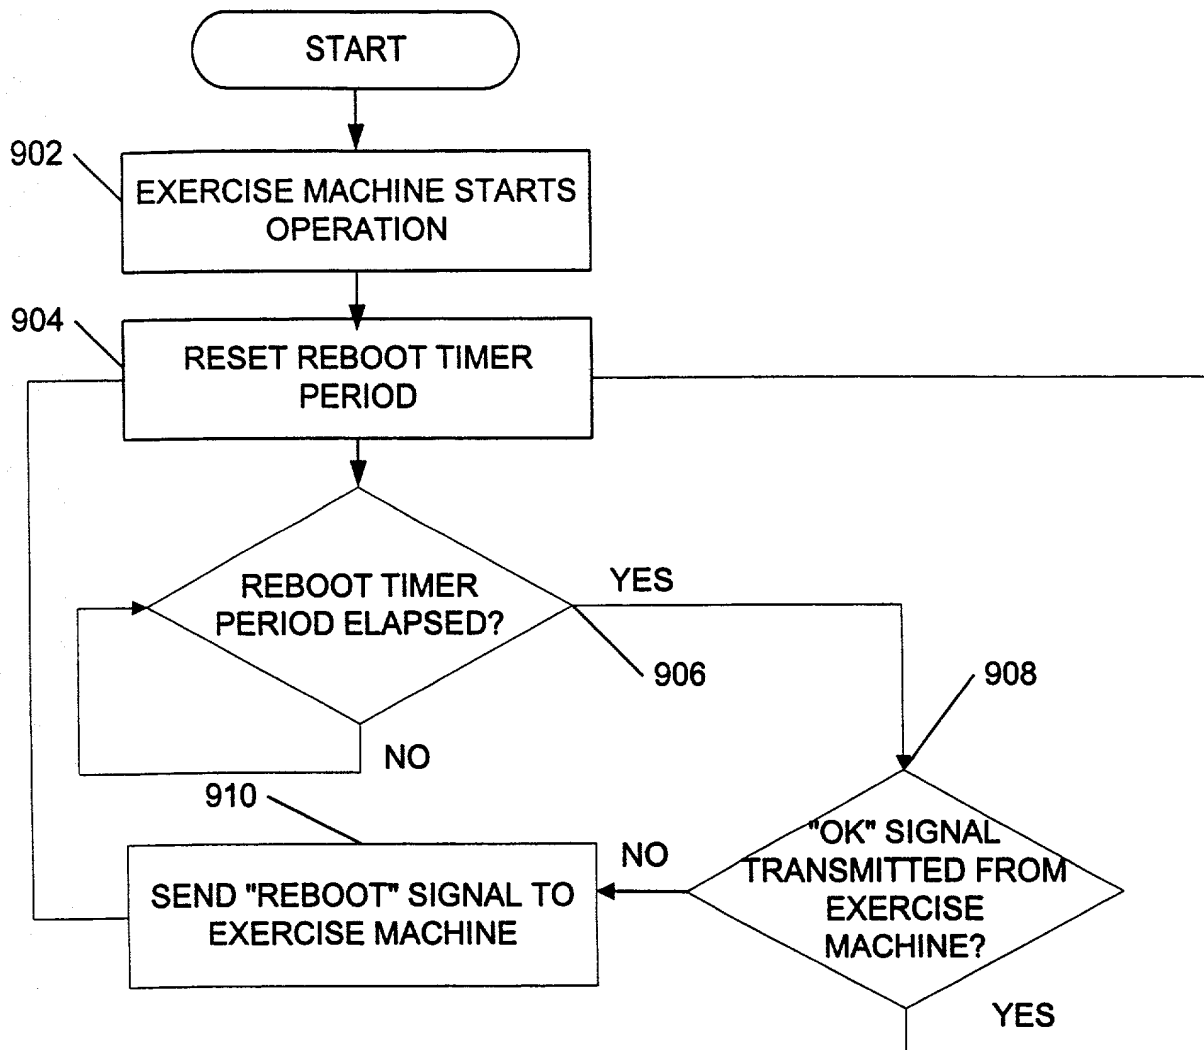 START
902
EXERCISE MACHINE STARTS
OPERATION
904
RESET REBOOT TIMER
PERIOD
REBOOT TIMER
PERIOD ELAPSED?
YES
906
908
NO
910
"OK" SIGNAL
TRANSMITTED FROM
EXERCISE
MACHINE?
NO
SEND "REBOOT" SIGNAL TO
EXERCISE MACHINE
YES